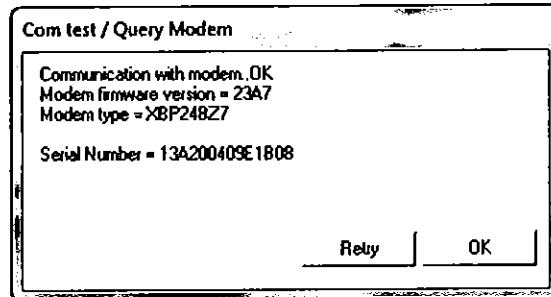 Com test / Query Modem
Communication with modem..OK
Modem firmware version = 23A7
Modem type = XBP24BZ7
Serial Number = 13A200409E1B08
Retry
OK